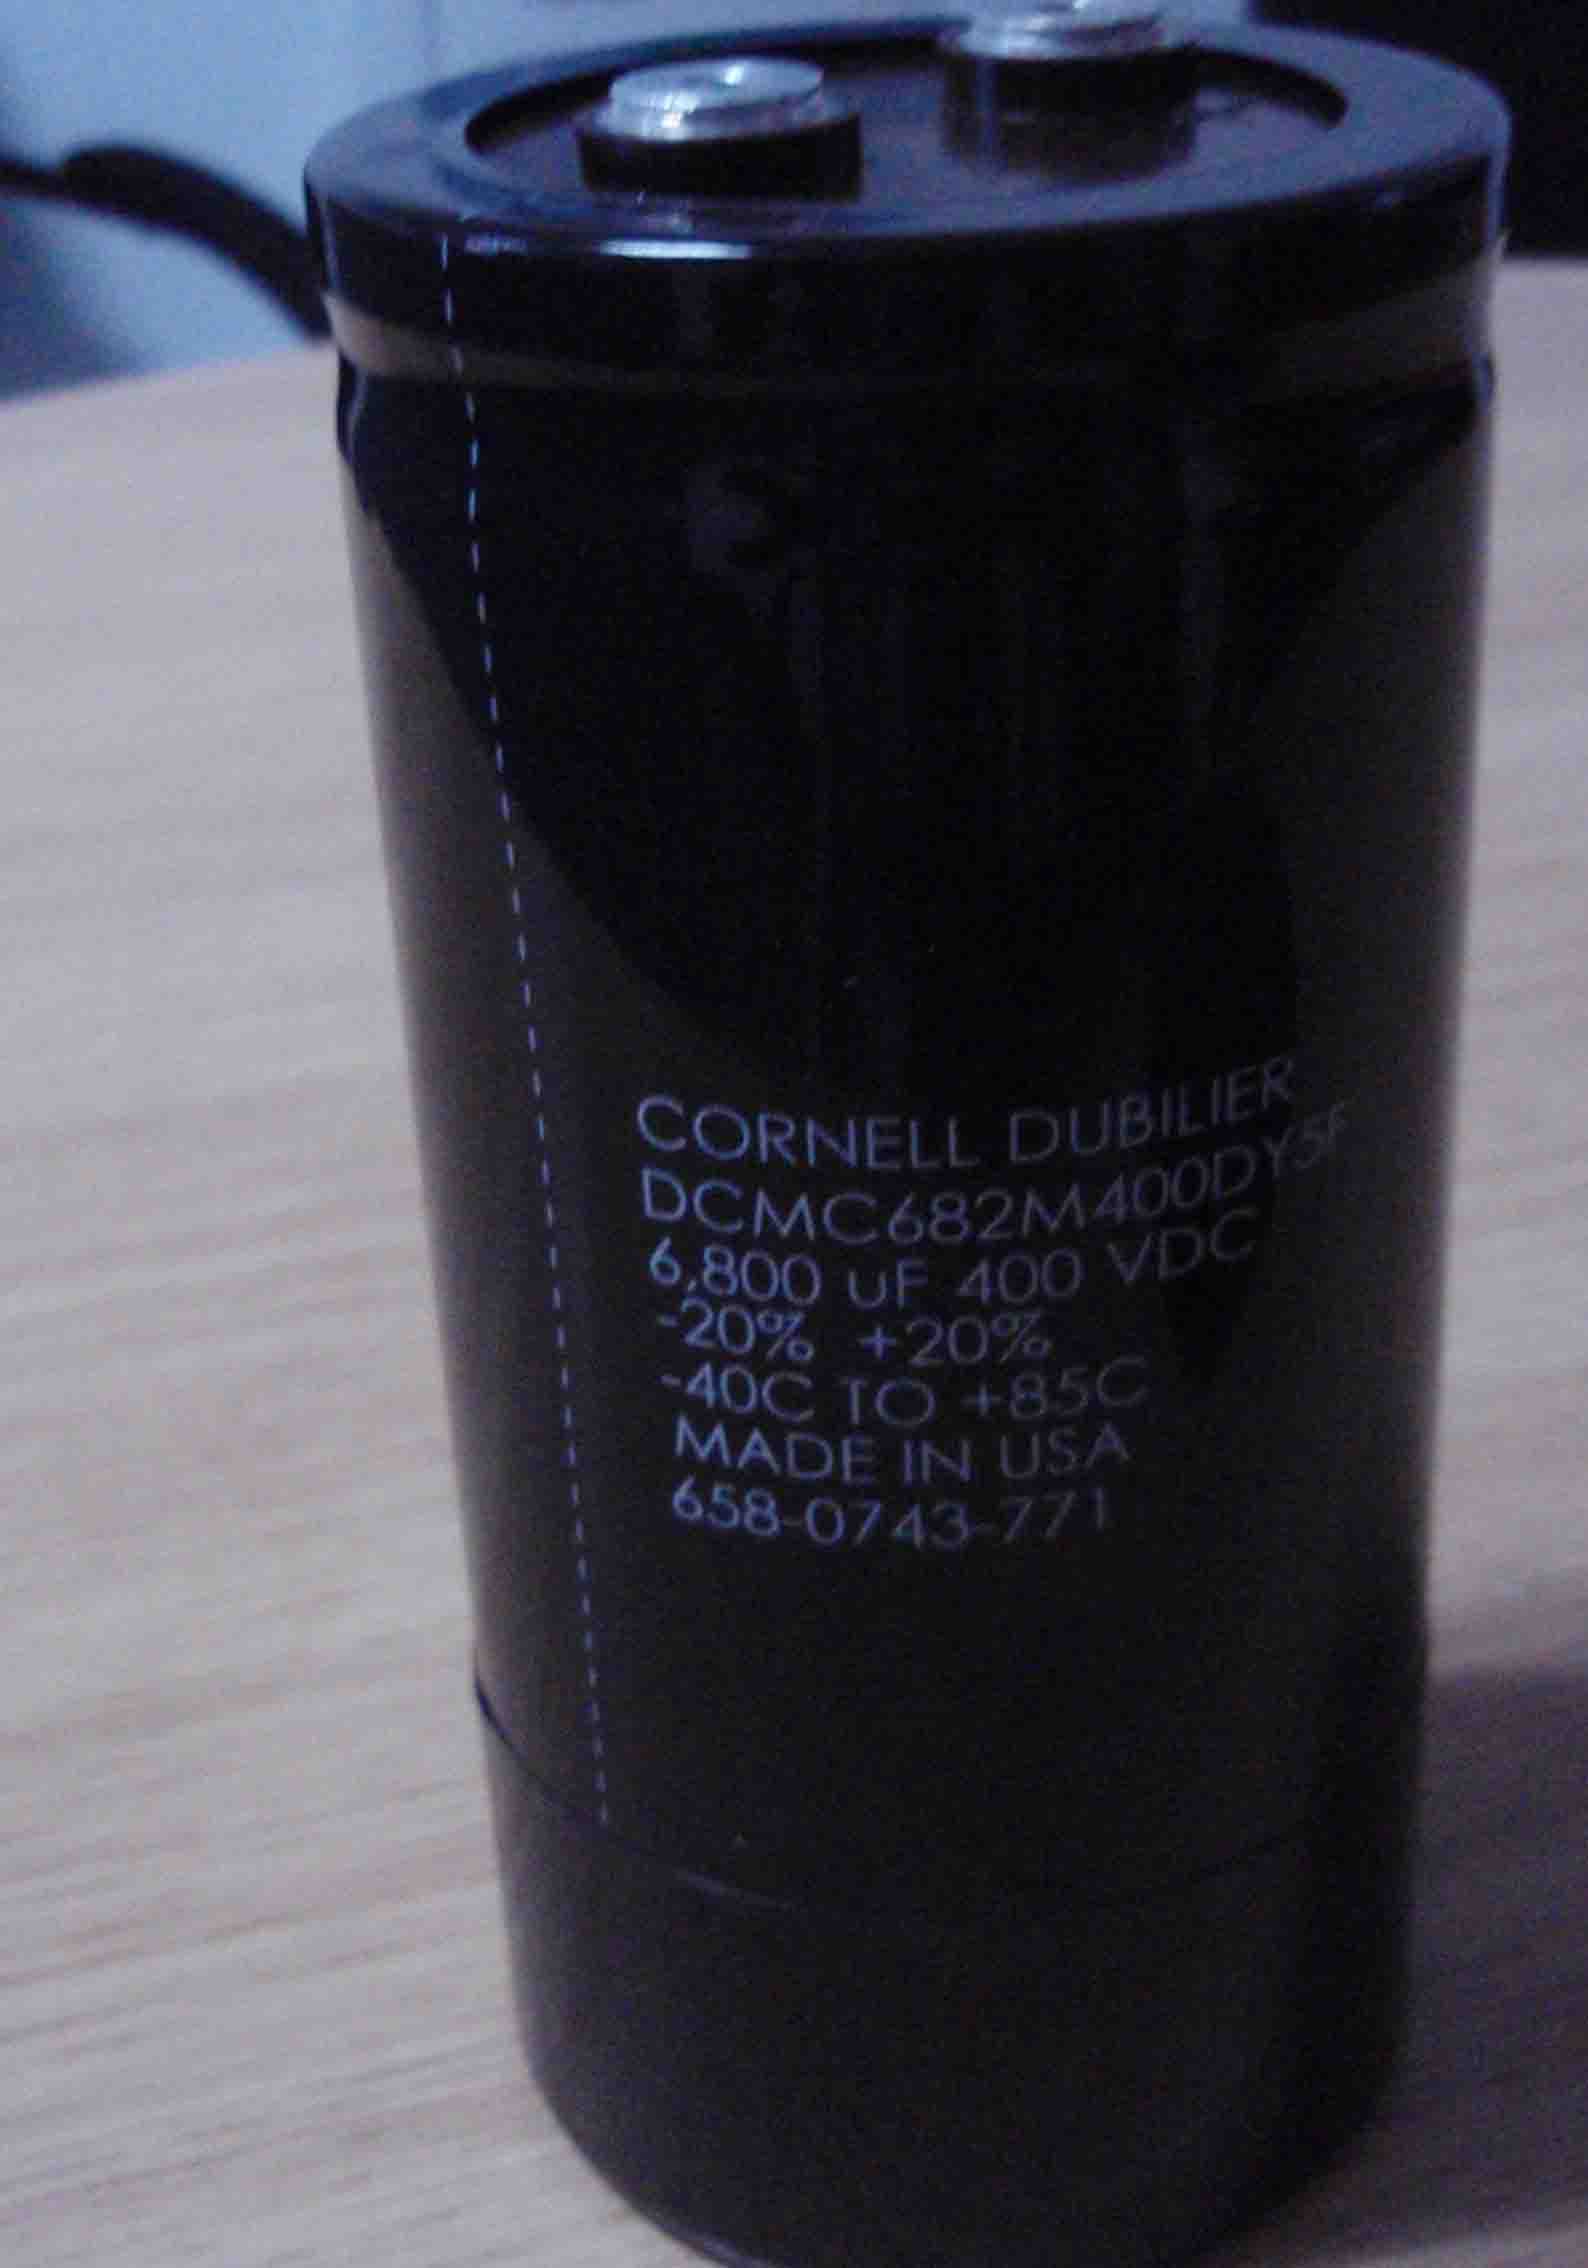 CORNELL DUBILIER
DCMC682M400DY5F
6,800 uF 400 VDC
-20% +20%
-40C TO +85C
MADE IN USA
658-0743-771